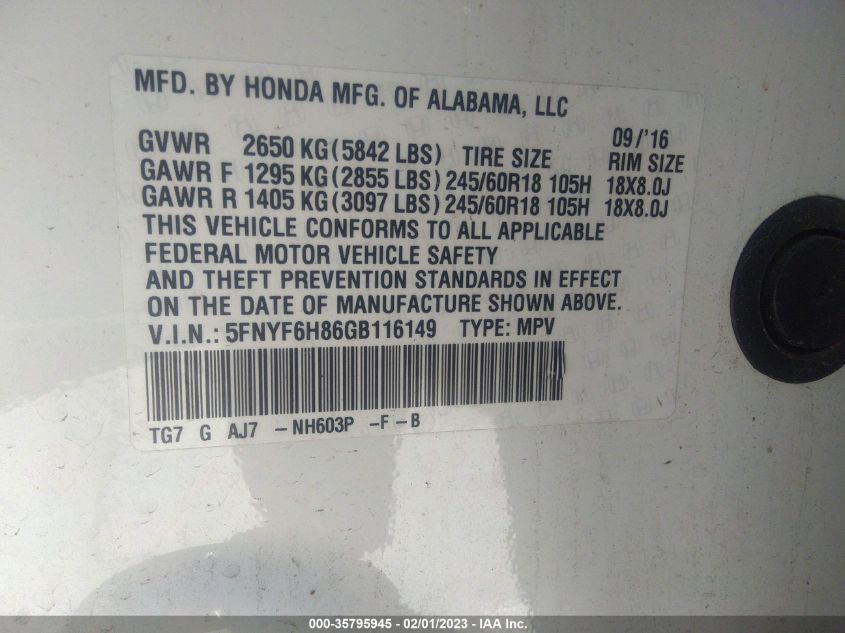 MFD. BY HONDA MFG. OF ALABAMA, LLC
09/'16
GVWR 2650 KG (5842 LBS) TIRE SIZE RIM SIZE
GAWR F 1295 KG (2855 LBS) 245/60R18 105H 18X8.0J
GAWR R 1405 KG (3097 LBS) 245/60R18 105H 18X8.0J
THIS VEHICLE CONFORMS TO ALL APPLICABLE
FEDERAL MOTOR VEHICLE SAFETY
AND THEFT PREVENTION STANDARDS IN EFFECT
ON THE DATE OF MANUFACTURE SHOWN ABOVE.
V.I.N.: 5FNYF6H86GB116149 TYPE: MPV
TG7 G AJ7 -NH603P -F-B
000-35795945 - 02/01/2023 - IAA Inc.